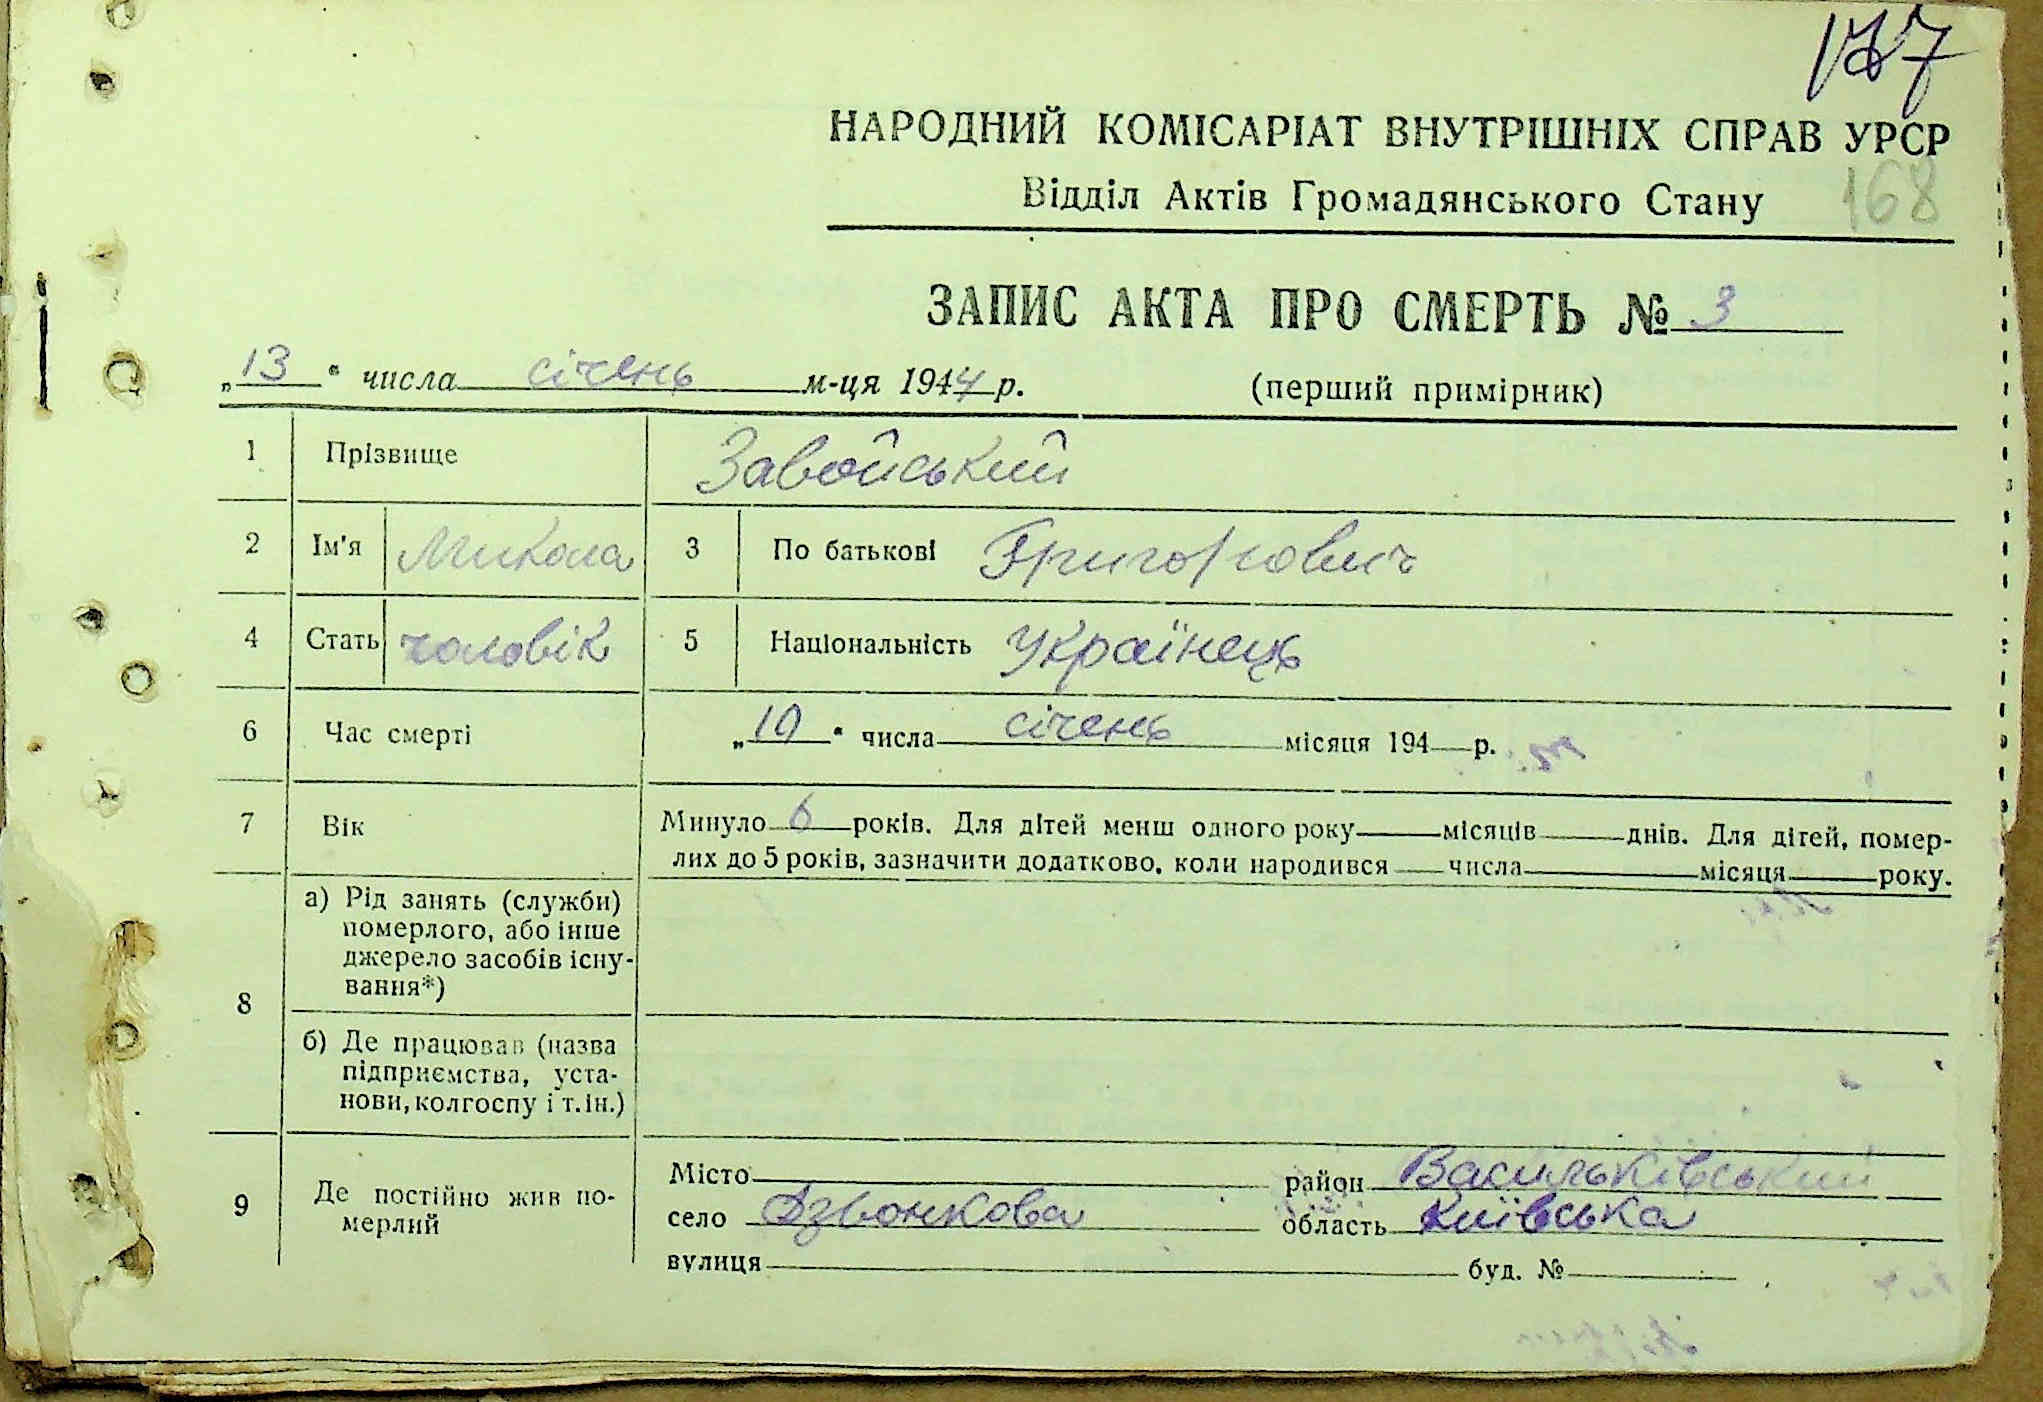 НАРОДНИЙ КОМІСАРІАТ ВНУТРІШНІХ СПРАВ УРСР
Відділ Актів Громадянського Стану 168
ЗАПИС АКТА ПРО СМЕРТЬ № 3
„13“ числа січень м-ця 1944 р. (перший примірник)
1 Прізвище Завойський
2 Ім'я Микола 3 По батькові Григорович
4 Стать чоловік 5 Національність Українець
6 Час смерті „10“ числа січень місяця 194 р.
7 Вік Минуло 6 років. Для дітей менш одного року місяців днів. Для дітей, помер-
лих до 5 років, зазначити додатково, коли народився числа місяця року.
8 а) Рід занять (служби)
померлого, або інше
джерело засобів існу-
вання*)
б) Де працював (назва
підприємства, уста-
нови, колгоспу і т. ін.)
9 Де постійно жив по-
мерлий
Місто район Васильківський
село Дзвонкова область Київська
вулиця буд. №